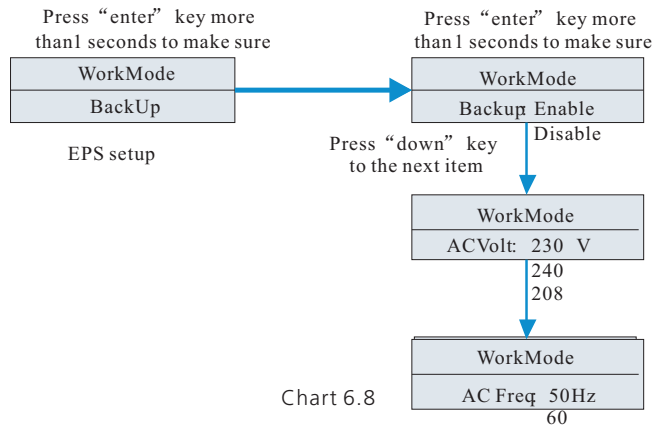 Press “enter” key more
than1 seconds to make sure
WorkMode
BackUp
EPS setup
Press “enter” key more
than1 seconds to make sure
WorkMode
Backup: Enable
Disable
Press “down” key
to the next item
WorkMode
ACVolt: 230 V
240
208
WorkMode
AC Freq: 50Hz
60
Chart 6.8